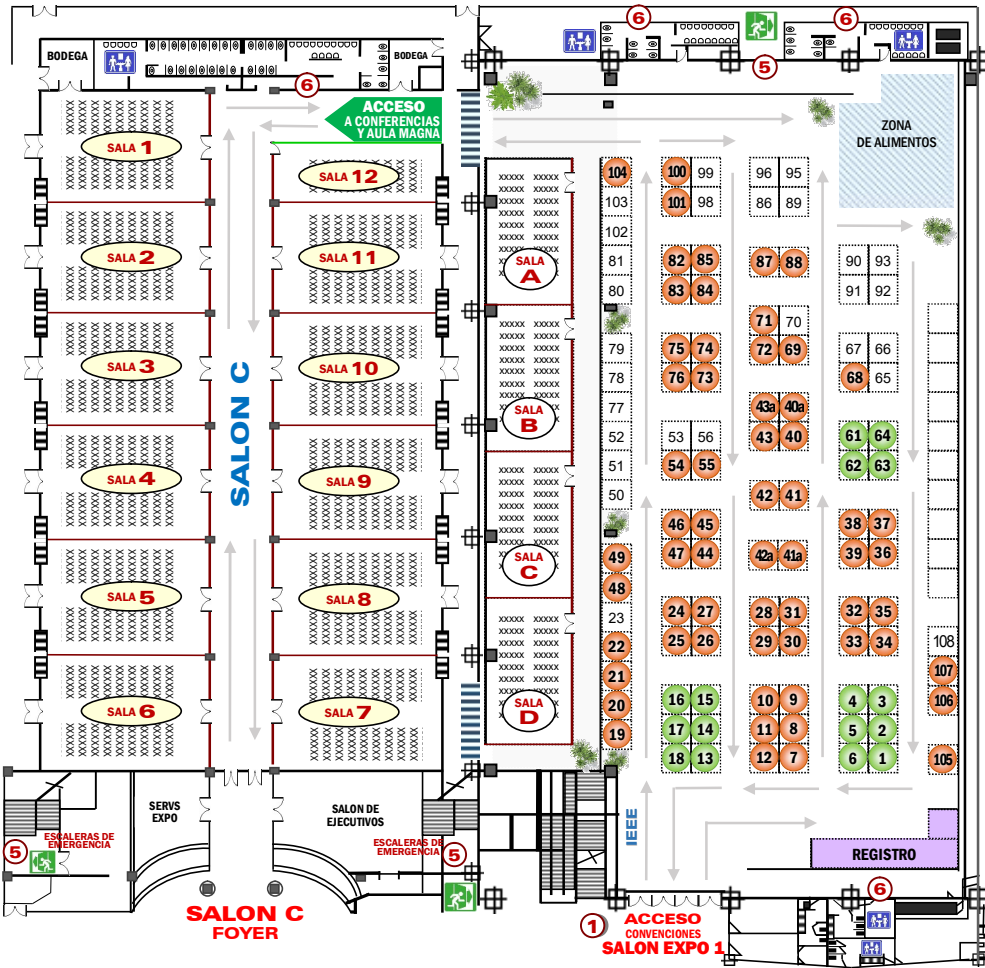 6
6
5
BODEGA
BODEGA
6
ACCESO
A CONFERENCIAS
Y AULA MAGNA
ZONA
DE ALIMENTOS
SALA 1
SALA 12
SALA 2
SALA 11
SALA 3
SALA 10
SALA 4
SALA 9
SALA 5
SALA 8
SALA 6
SALA 7
SALON C
SALA
A
SALA
B
SALA
C
SALA
D
104
103
102
81
80
79
78
77
52
51
50
49
48
23
22
21
20
19
100 99
101 98
82 85
83 84
75 74
76 73
53 56
54 55
46 45
47 44
24 27
25 26
16 15
17 14
18 13
96 95
86 89
87 88
71 70
72 69
43a 40a
43 40
42 41
42a 41a
28 31
29 30
10 9
11 8
12 7
90 93
91 92
67 66
68 65
61 64
62 63
38 37
39 36
32 35
33 34
4 3
5 2
6 1
108
107
106
105
SERVS
EXPO
SALON DE
EJECUTIVOS
ESCALERAS DE
EMERGENCIA
5
ESCALERAS DE
EMERGENCIA
5
IEEE
REGISTRO
6
SALON C
FOYER
1
ACCESO
CONVENCIONES
SALON EXPO 1